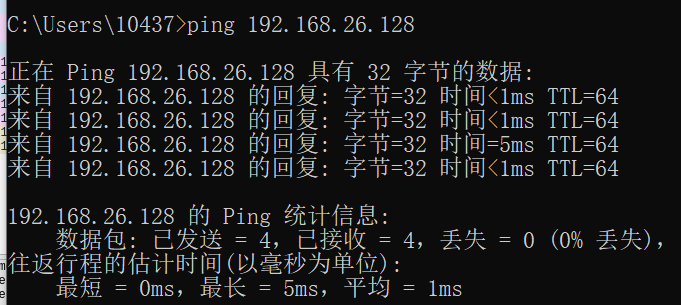 C:\Users\10437>ping 192.168.26.128
正在 Ping 192.168.26.128 具有 32 字节的数据:
来自 192.168.26.128 的回复: 字节=32 时间<1ms TTL=64
来自 192.168.26.128 的回复: 字节=32 时间<1ms TTL=64
来自 192.168.26.128 的回复: 字节=32 时间=5ms TTL=64
来自 192.168.26.128 的回复: 字节=32 时间<1ms TTL=64
192.168.26.128 的 Ping 统计信息:
数据包: 已发送 = 4，已接收 = 4，丢失 = 0 (0% 丢失)，
往返行程的估计时间(以毫秒为单位):
最短 = 0ms，最长 = 5ms，平均 = 1ms